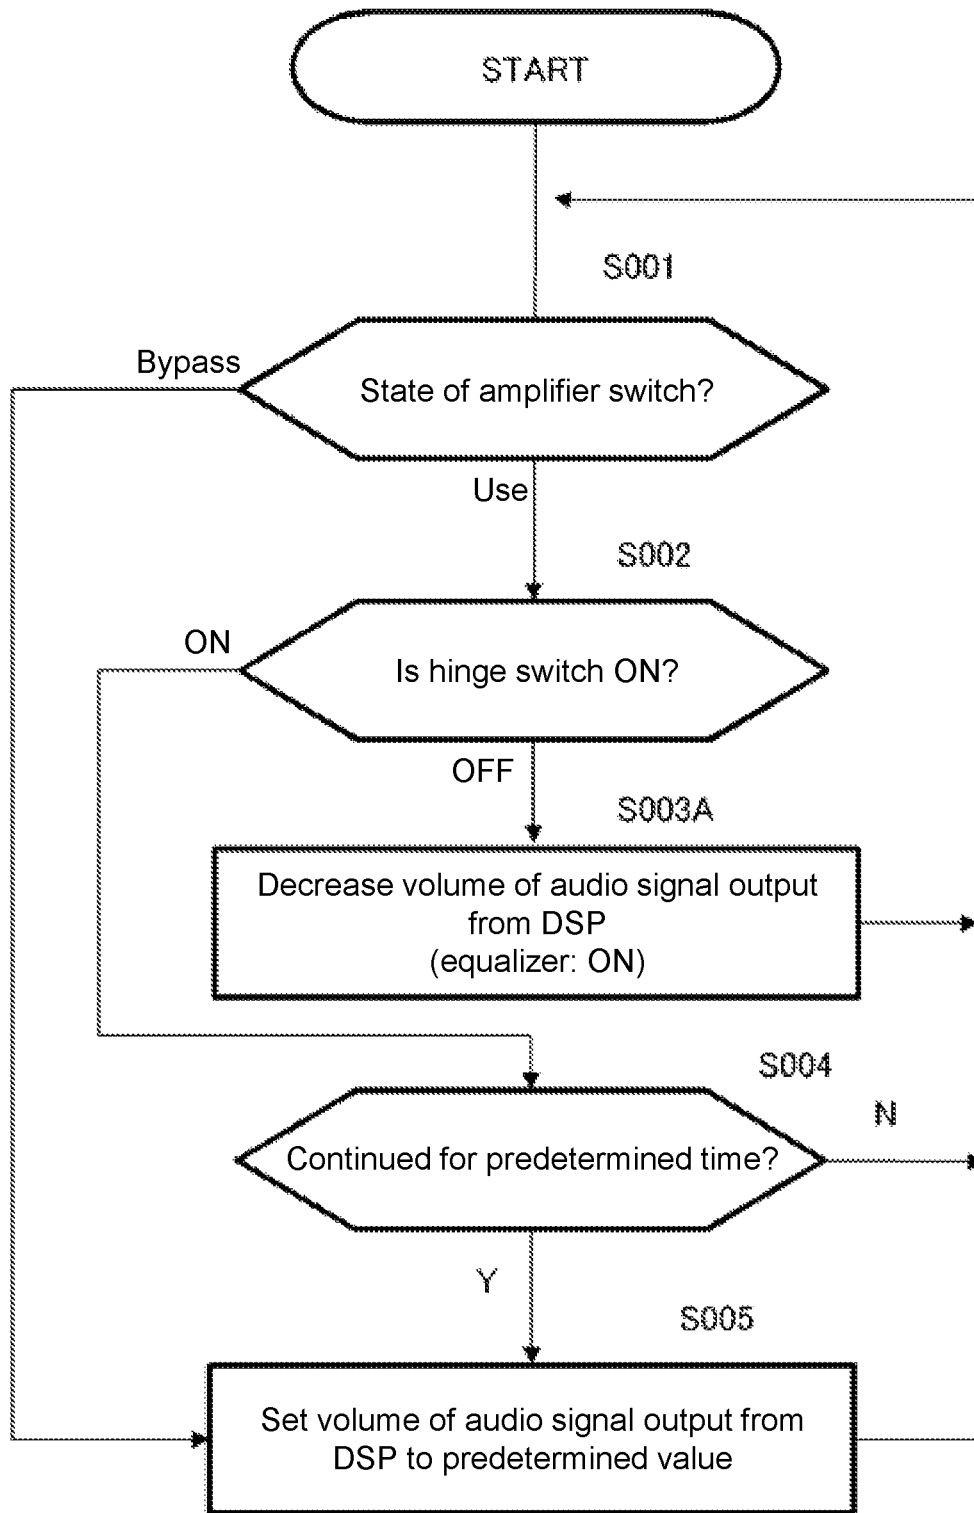 START
S001
Bypass
State of amplifier switch?
Use
S002
ON
Is hinge switch ON?
OFF
S003A
Decrease volume of audio signal output
from DSP
(equalizer: ON)
S004
N
Continued for predetermined time?
Y
S005
Set volume of audio signal output from
DSP to predetermined value